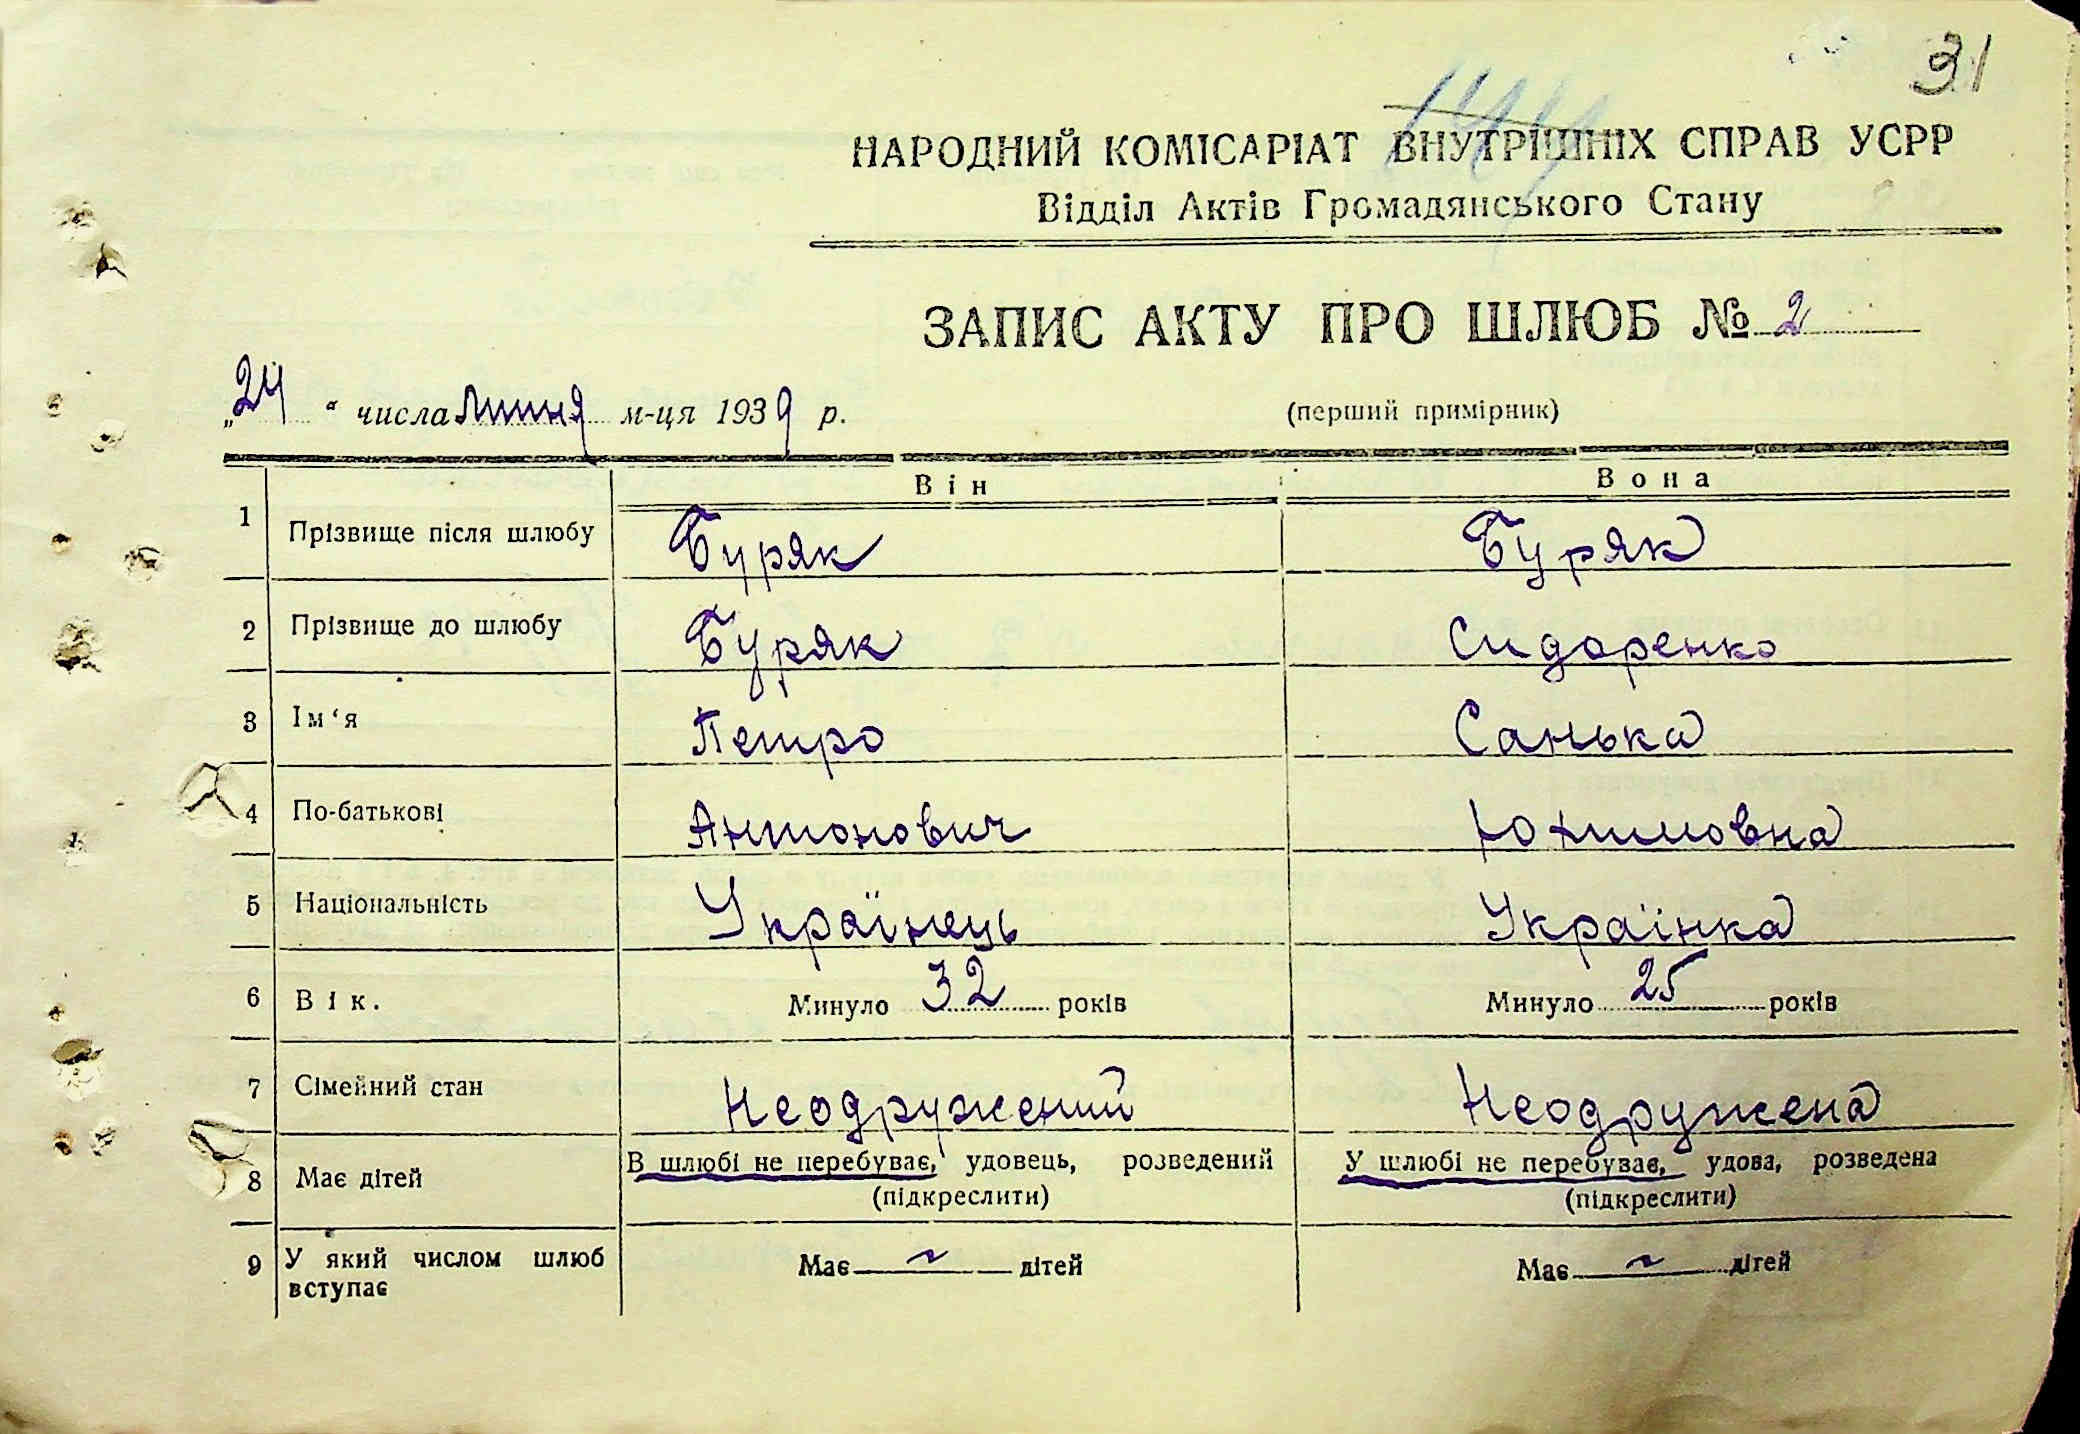 31
144
НАРОДНИЙ КОМІСАРІАТ ВНУТРІШНІХ СПРАВ УСРР
Відділ Актів Громадянського Стану
ЗАПИС АКТУ ПРО ШЛЮБ № 2
„24“ числа липня м-ця 1939 р. (перший примірник)
Він Вона
1 Прізвище після шлюбу Буряк Буряк
2 Прізвище до шлюбу Буряк Сидоренко
3 Ім‘я Петро Санька
4 По-батькові Антонович Юхимовна
5 Національність Українець Українка
6 Вік. Минуло 32 років Минуло 25 років
7 Сімейний стан Неодружений Неодружена
В шлюбі не перебуває, удовець, розведений У шлюбі не перебуває, удова, розведена
8 Має дітей (підкреслити) (підкреслити)
9 У який числом шлюб Має ~ дітей Має ~ дітей
вступає